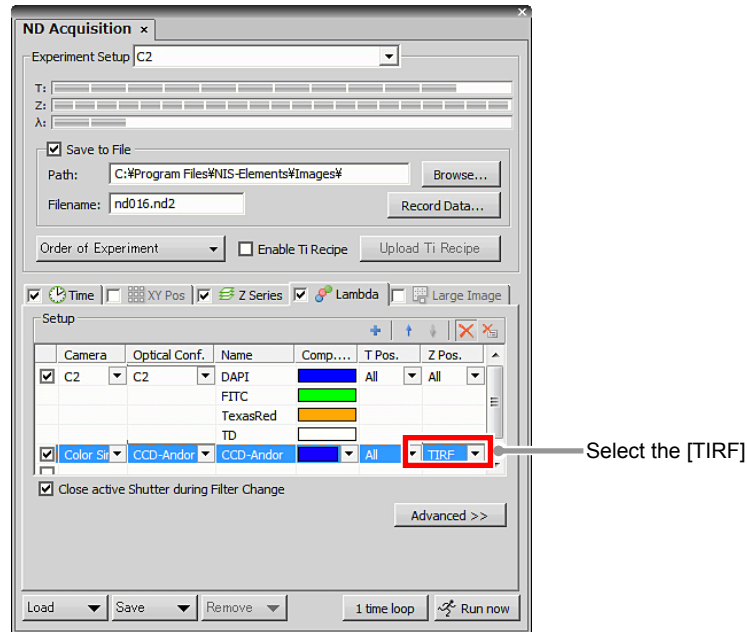 ND Acquisition ×
Experiment Setup C2
T:
Z:
λ:
Save to File
Path: C:¥Program Files¥NIS-Elements¥Images¥ Browse...
Filename: nd016.nd2 Record Data...
Order of Experiment Enable Ti Recipe Upload Ti Recipe
Time XY Pos Z Series Lambda Large Image
Setup
Camera Optical Conf. Name Comp.... T Pos. Z Pos.
C2 C2 DAPI All All
FITC
TexasRed
TD
Color Sir CCD-Andor CCD-Andor All TIRF
Select the [TIRF]
Close active Shutter during Filter Change
Advanced >>
Load Save Remove 1 time loop Run now